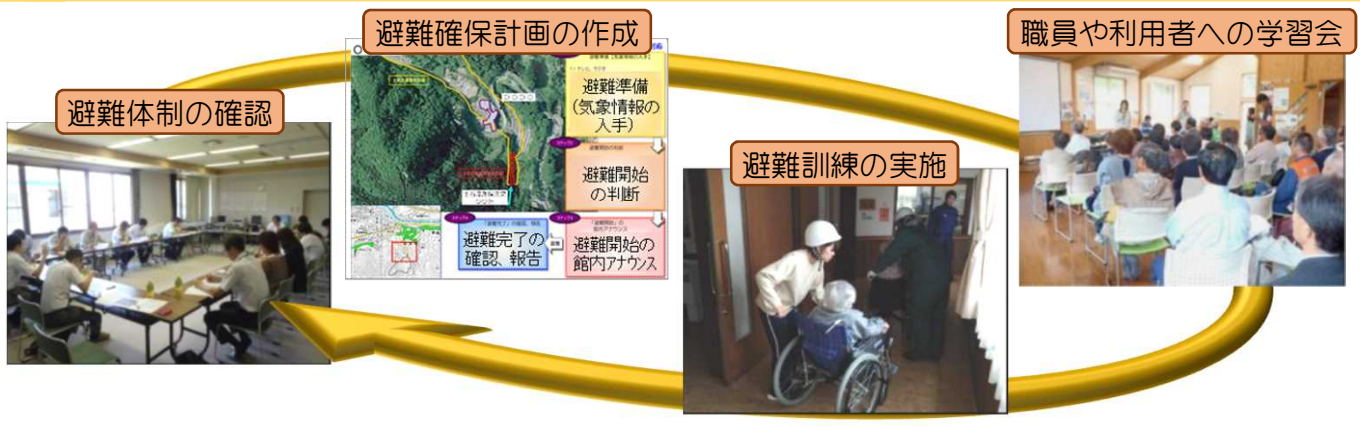 避難確保計画の作成
職員や利用者への学習会
避難体制の確認
避難準備
(気象情報の
入手)
避難開始
の判断
避難訓練の実施
避難完了の
確認、報告
避難開始の
館内アナウンス